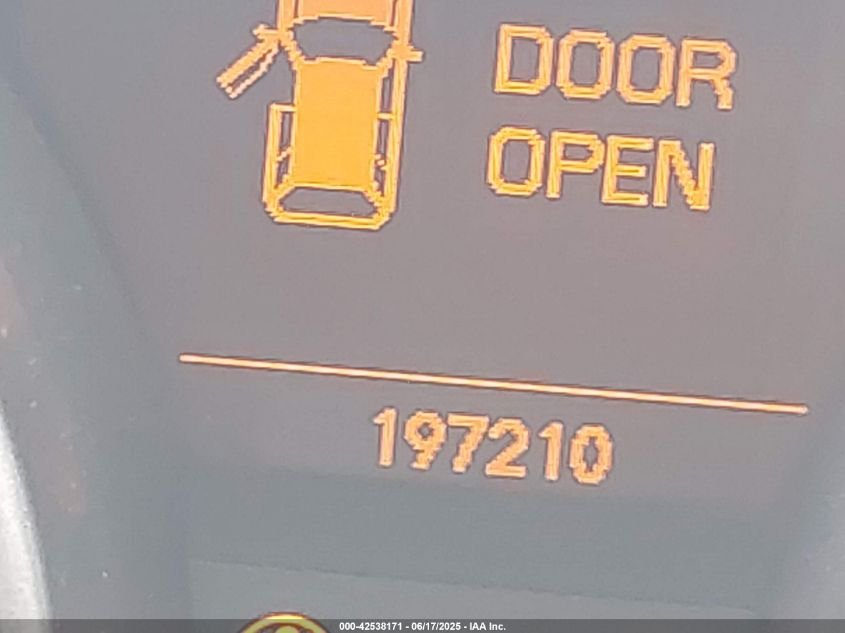 DOOR
OPEN
197210
000-42538171 - 06/17/2025 - IAA Inc.